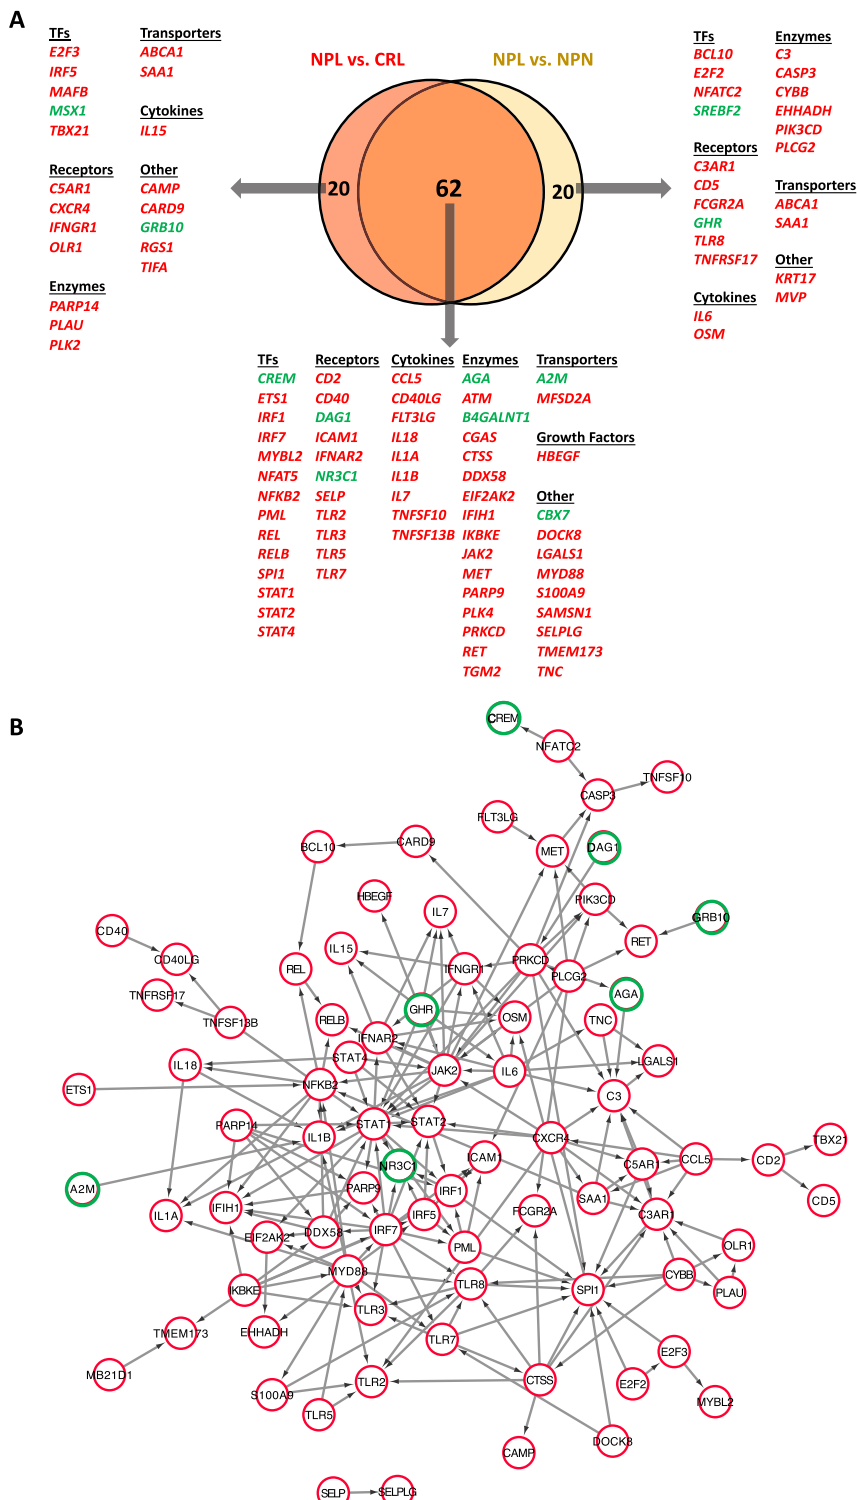 A
TFs
E2F3
IRF5
MAFB
MSX1
TBX21
Receptors
C5AR1
CXCR4
IFNGR1
OLR1
Enzymes
PARP14
PLAU
PLK2
Transporters
ABCA1
SAA1
Cytokines
IL15
Other
CAMP
CARD9
GRB10
RGS1
TIFA
NPL vs. CRL
NPL vs. NPN
20
62
20
TFs
BCL10
E2F2
NFATC2
SREBF2
Receptors
C3AR1
CD5
FCGR2A
GHR
TLR8
TNFRSF17
Cytokines
IL6
OSM
Enzymes
C3
CASP3
CYBB
EHHADH
PIK3CD
PLCG2
Transporters
ABCA1
SAA1
Other
KRT17
MVP
TFs
CREM
ETS1
IRF1
IRF7
MYBL2
NFAT5
NFKB2
PML
REL
RELB
SPI1
STAT1
STAT2
STAT4
Receptors
CD2
CD40
DAG1
ICAM1
IFNAR2
NR3C1
SELP
TLR2
TLR3
TLR5
TLR7
Cytokines
CCL5
CD40LG
FLT3LG
IL18
IL1A
IL1B
IL7
TNFSF10
TNFSF13B
Enzymes
AGA
ATM
B4GALNT1
CGAS
CTSS
DDX58
EIF2AK2
IFIH1
IKBKE
JAK2
MET
PARP9
PLK4
PRKCD
RET
TGM2
Transporters
A2M
MFSD2A
Growth Factors
HBEGF
Other
CBX7
DOCK8
LGALS1
MYD88
S100A9
SAMSN1
SELPLG
TMEM173
TNC
B
CREM
NFATC2
TNFSF10
CASP3
FLT3LG
CARD9
BCL10
MET
DAG1
HBEGF
PIK3CD
IL7
GRB10
CD40
RET
IL15
CD40LG
PRKCD
REL
IFNGR1
PLCG2
TNFRSF17
AGA
GHR
TNFSF13B
RELB
OSM
TNC
IFNAR2
STAT4
IL18
LGALS1
JAK2
IL6
NFKB2
ETS1
C3
PARP14
STAT1
STAT2
IL1B
CXCR4
TBX21
ICAM1
CCL5
CD2
NR3C1
C5AR1
A2M
PARP9
IRF1
SAA1
CD5
IL1A
IFIH1
IRF5
FCGR2A
C3AR1
DDX58
IRF7
EIF2AK2
PML
OLR1
MYD88
CYBB
TLR8
IKBKE
SPI1
PLAU
TLR3
TMEM173
EHHADH
TLR7
E2F3
MB21D1
CTSS
TLR2
E2F2
S100A9
MYBL2
TLR5
DOCK8
CAMP
SELP
SELPLG